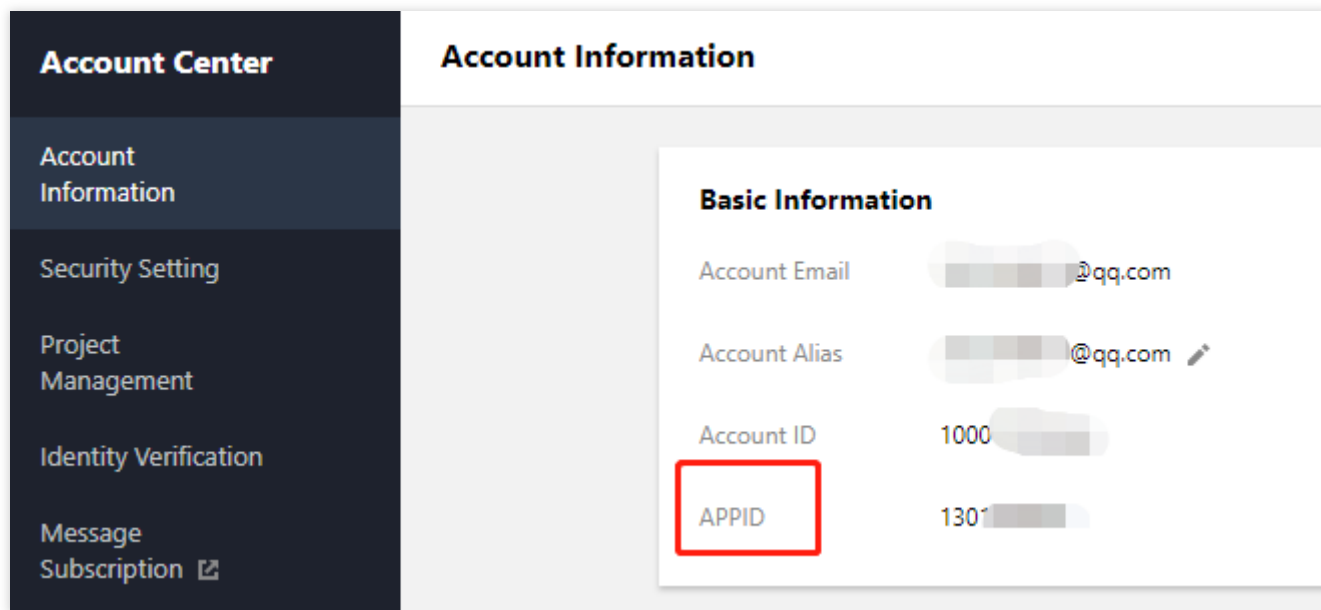 Account Center
Account
Information
Security Setting
Project
Management
Identity Verification
Message
Subscription
Account Information
Basic Information
Account Email @qq.com
Account Alias @qq.com
Account ID 1000
APPID 1301